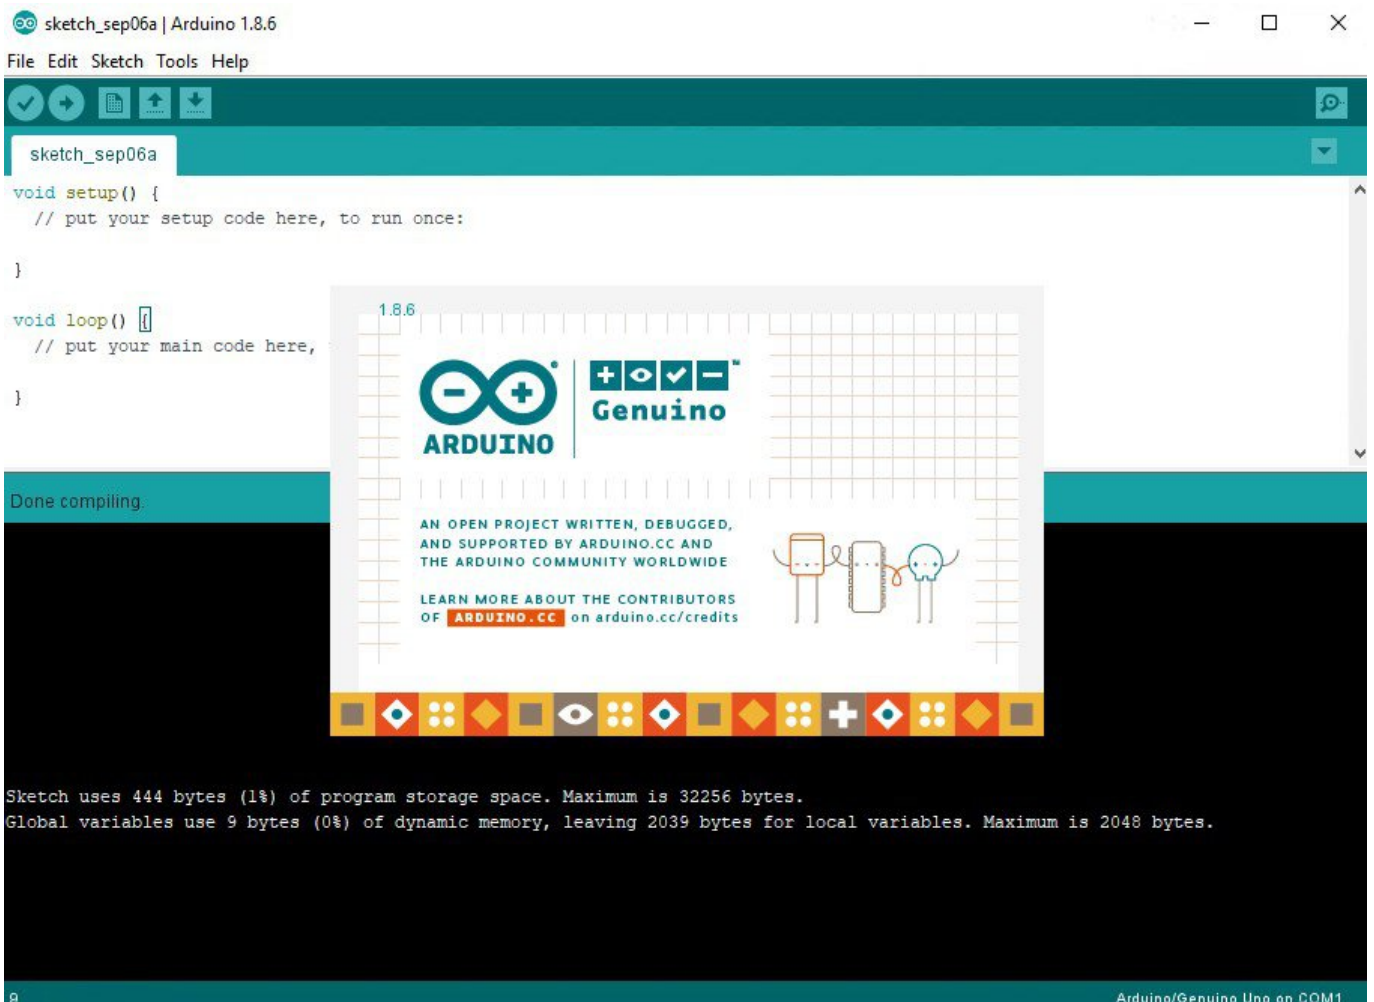 sketch_sep06a | Arduino 1.8.6
File Edit Sketch Tools Help
sketch_sep06a
void setup() {
// put your setup code here, to run once:
}
void loop() {
// put your main code here,
}
1.8.6
ARDUINO
Genuino
AN OPEN PROJECT WRITTEN, DEBUGGED,
AND SUPPORTED BY ARDUINO.CC AND
THE ARDUINO COMMUNITY WORLDWIDE
LEARN MORE ABOUT THE CONTRIBUTORS
OF ARDUINO.CC on arduino.cc/credits
Done compiling.
Sketch uses 444 bytes (1%) of program storage space. Maximum is 32256 bytes.
Global variables use 9 bytes (0%) of dynamic memory, leaving 2039 bytes for local variables. Maximum is 2048 bytes.
9
Arduino/Genuino Uno on COM1